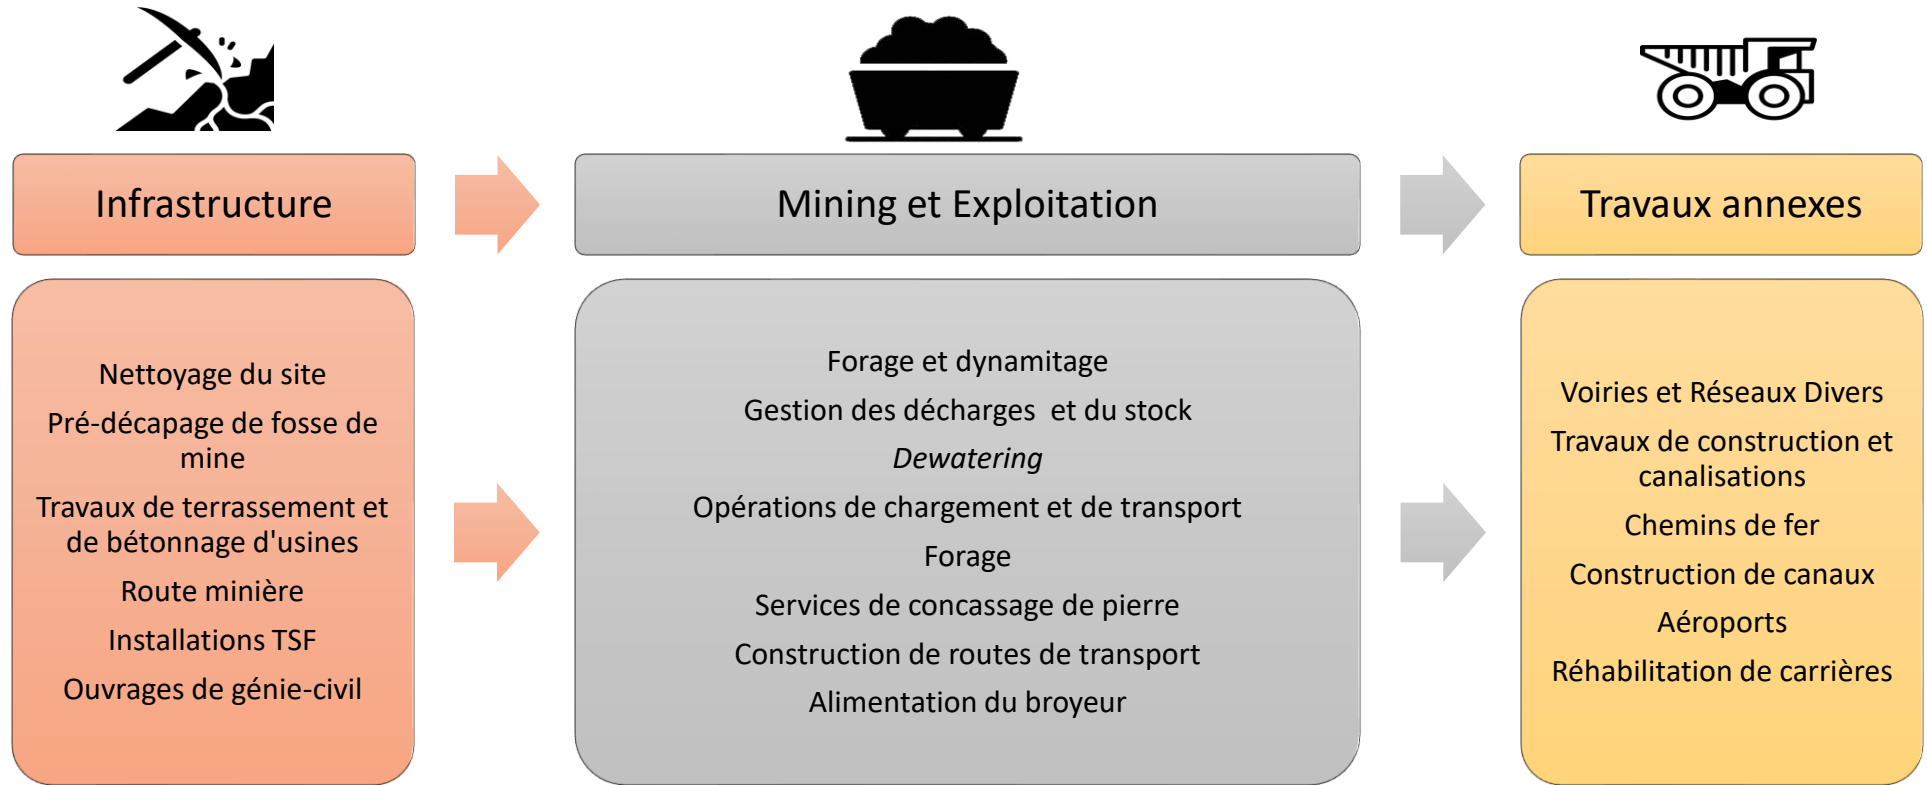 Infrastructure
Mining et Exploitation
Travaux annexes
Nettoyage du site
Pré-décapage de fosse de
mine
Travaux de terrassement et
de bétonnage d'usines
Route minière
Installations TSF
Ouvrages de génie-civil
Forage et dynamitage
Gestion des décharges  et du stock
Dewatering
Opérations de chargement et de transport
Forage
Services de concassage de pierre
Construction de routes de transport
Alimentation du broyeur
Voiries et Réseaux Divers
Travaux de construction et
canalisations
Chemins de fer
Construction de canaux
Aéroports
Réhabilitation de carrières